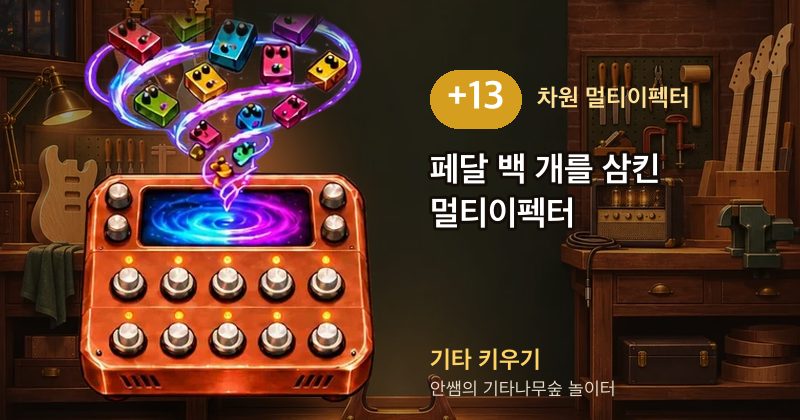 +13 차원 멀티이펙터
페달 백 개를 삼킨
멀티이펙터
기타 키우기
안쌤의 기타나무숲 놀이터